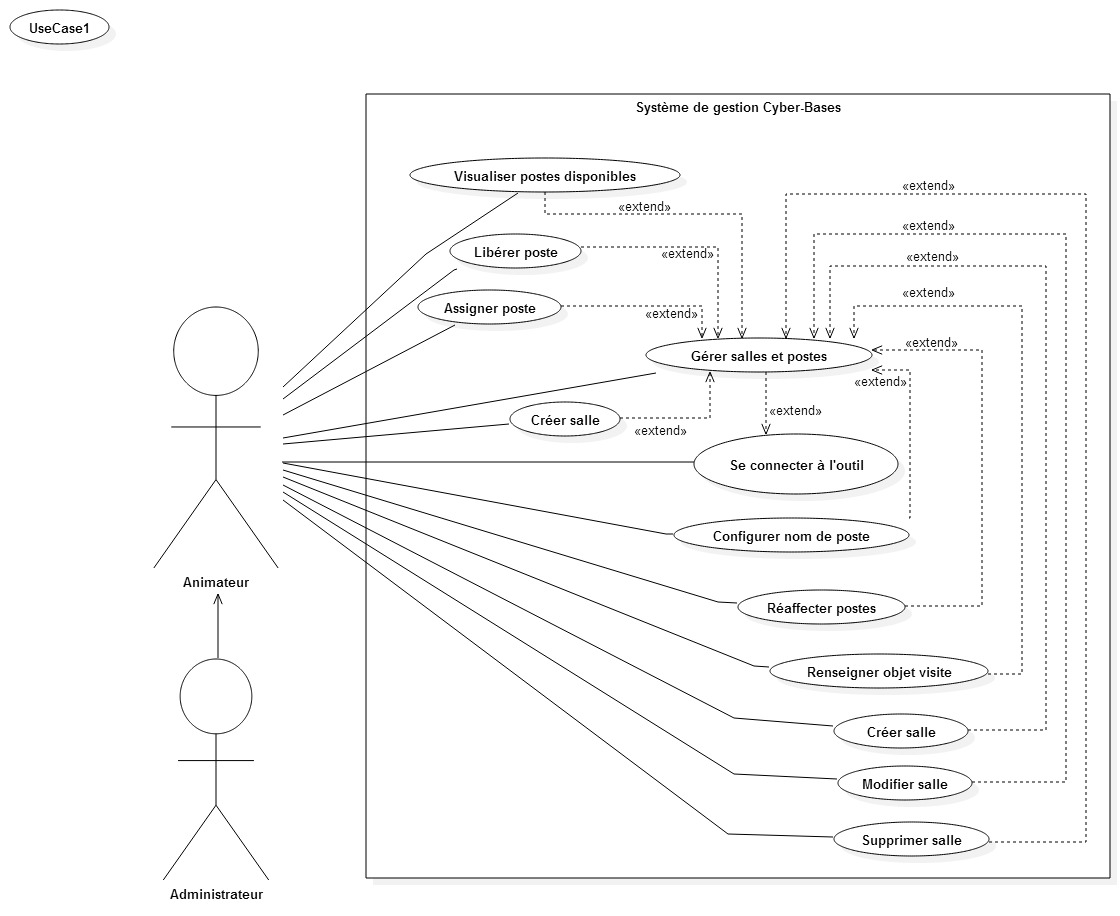 UseCase1
Système de gestion Cyber-Bases
Visualiser postes disponibles
«extend»
«extend»
«extend»
Libérer poste
«extend»
«extend»
Assigner poste
«extend»
«extend»
Gérer salles et postes
«extend»
«extend»
Créer salle
«extend»
«extend»
Se connecter à l'outil
Configurer nom de poste
Animateur
Réaffecter postes
Renseigner objet visite
Créer salle
Modifier salle
Supprimer salle
Administrateur